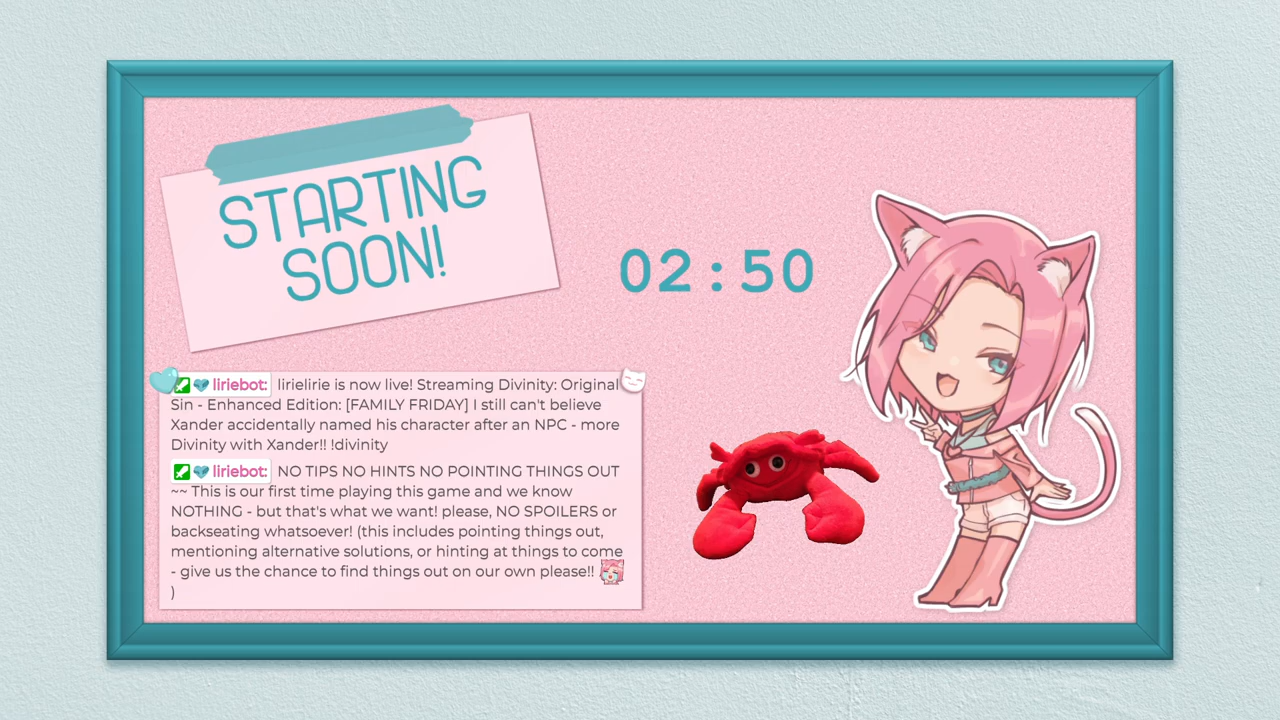 STARTING
SOON!
02:50
liriebot: lirielirie is now live! Streaming Divinity: Original
Sin - Enhanced Edition: [FAMILY FRIDAY] I still can't believe
Xander accidentally named his character after an NPC - more
Divinity with Xander!! !divinity
liriebot: NO TIPS NO HINTS NO POINTING THINGS OUT
~~ This is our first time playing this game and we know
NOTHING - but that's what we want! please, NO SPOILERS or
backseating whatsoever! (this includes pointing things out,
mentioning alternative solutions, or hinting at things to come
- give us the chance to find things out on our own please!!
)